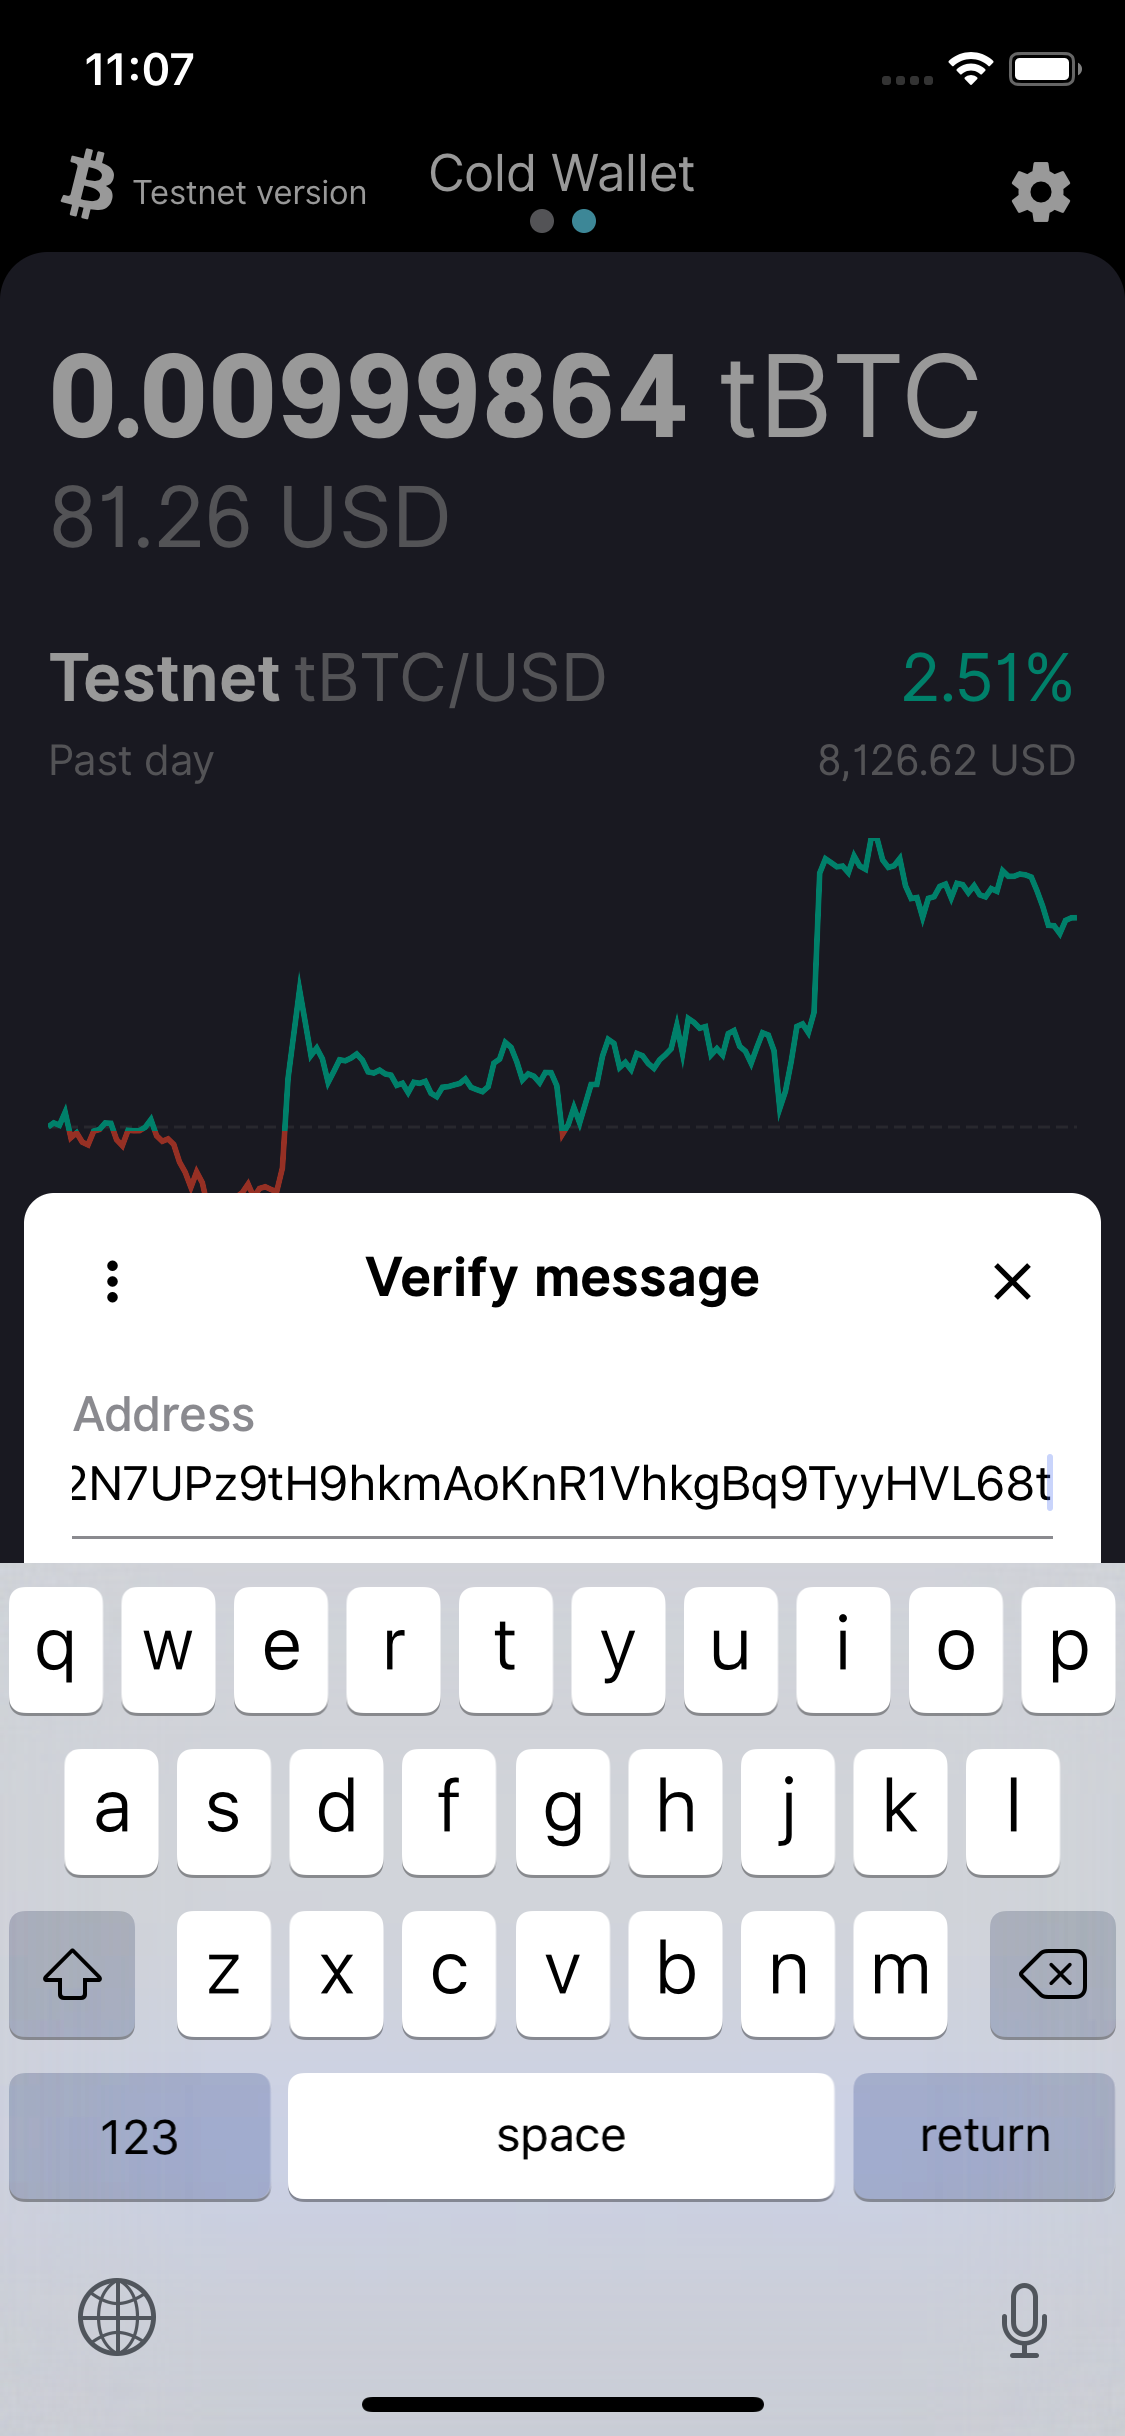 11:07
Testnet version
Cold Wallet
0.00999864 tBTC
81.26 USD
Testnet tBTC/USD 2.51%
Past day 8,126.62 USD
Verify message
Address
2N7UPz9tH9hkmAoKnR1VhkgBq9TyyHVL68t
q w e r t y u i o p
a s d f g h j k l
z x c v b n m
123 space return